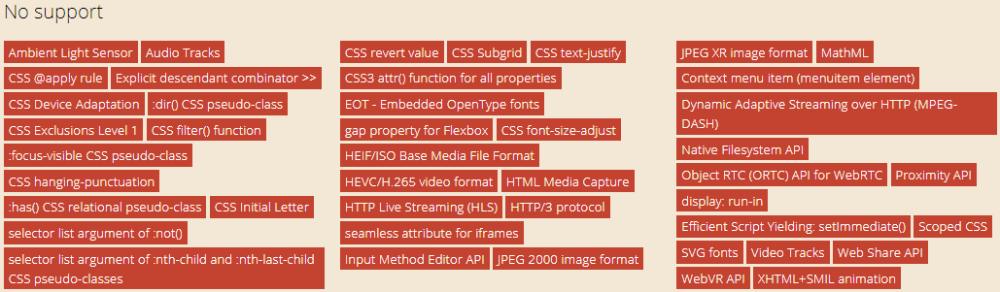 No support
Ambient Light Sensor Audio Tracks
CSS @apply rule Explicit descendant combinator >>
CSS Device Adaptation :dir() CSS pseudo-class
CSS Exclusions Level 1 CSS filter() function
:focus-visible CSS pseudo-class
CSS hanging-punctuation
:has() CSS relational pseudo-class CSS Initial Letter
selector list argument of :not()
selector list argument of :nth-child and :nth-last-child
CSS pseudo-classes
CSS revert value CSS Subgrid CSS text-justify
CSS3 attr() function for all properties
EOT - Embedded OpenType fonts
gap property for Flexbox CSS font-size-adjust
HEIF/ISO Base Media File Format
HEVC/H.265 video format HTML Media Capture
HTTP Live Streaming (HLS) HTTP/3 protocol
seamless attribute for iframes
Input Method Editor API JPEG 2000 image format
JPEG XR image format MathML
Context menu item (menuitem element)
Dynamic Adaptive Streaming over HTTP (MPEG-
DASH)
Native Filesystem API
Object RTC (ORTC) API for WebRTC Proximity API
display: run-in
Efficient Script Yielding: setImmediate() Scoped CSS
SVG fonts Video Tracks Web Share API
WebVR API XHTML+SMIL animation